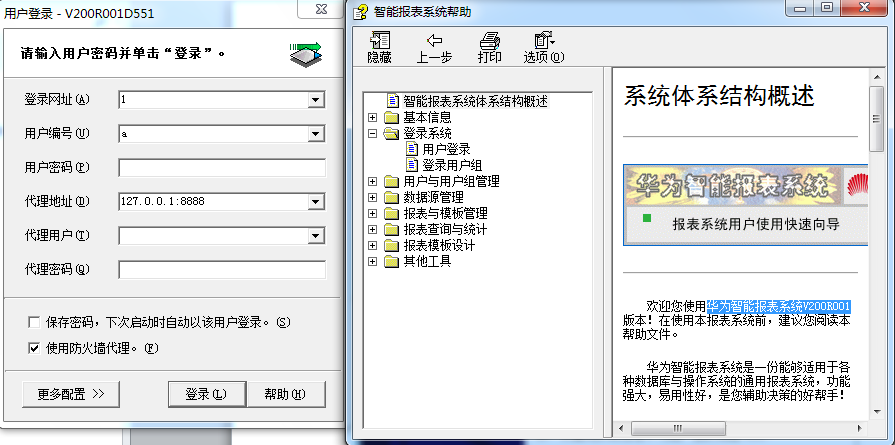 用户登录 - V200R001D551
请输入用户密码并单击“登录”。
登录网址(A)
1
用户编号(U)
a
用户密码(P)
代理地址(D)
127.0.0.1:8888
代理用户(T)
代理密码(Q)
保存密码，下次启动时自动以该用户登录。(S)
使用防火墙代理。(F)
更多配置 >>
登录(L)
帮助(H)
智能报表系统帮助
隐藏
上一步
打印
选项(O)
智能报表系统体系结构概述
基本信息
登录系统
用户登录
登录用户组
用户与用户组管理
数据源管理
报表与模板管理
报表查询与统计
报表模板设计
其他工具
系统体系结构概述
华为智能报表系统
报表系统用户使用快速向导
欢迎您使用华为智能报表系统V200R001
版本！在使用本报表系统前，建议您阅读本
帮助文件。
华为智能报表系统是一份能够适用于各
种数据库与操作系统的通用报表系统，功能
强大，易用性好，是您辅助决策的好帮手！